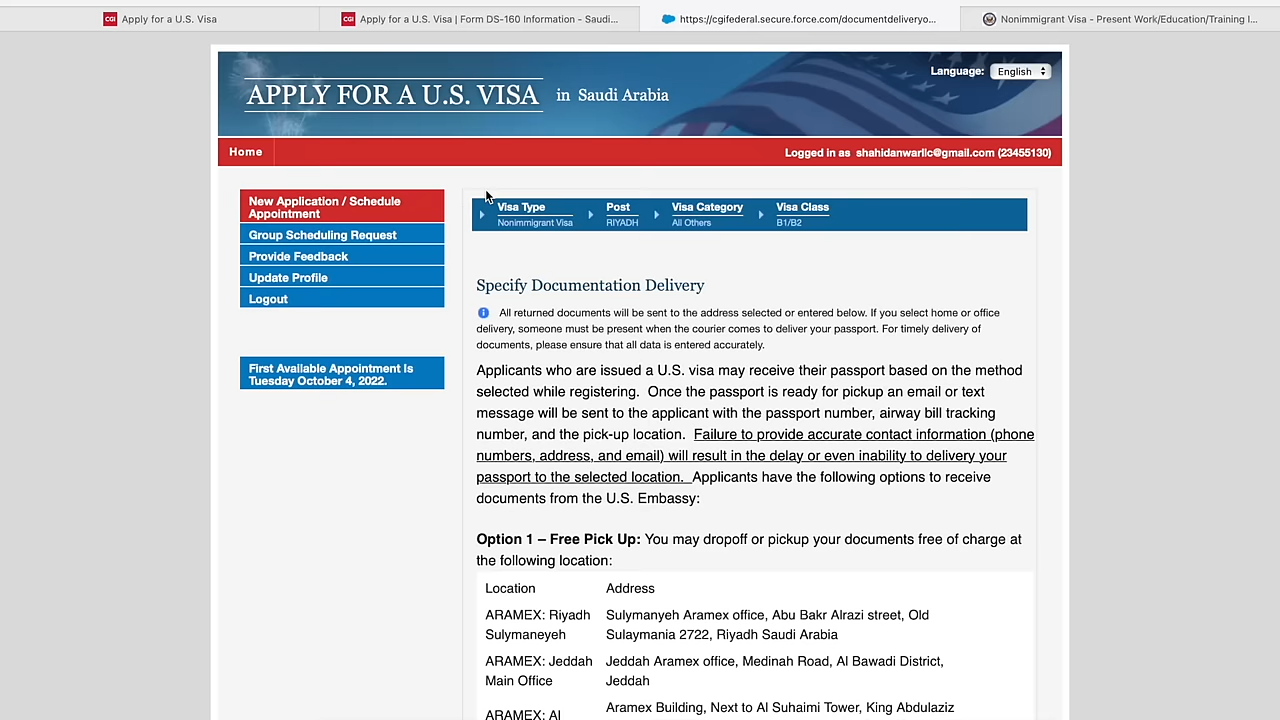 Apply for a U.S. Visa
CGI Apply for a U.S. Visa | Form DS-160 Information - Saudi...
https://cgifederal.secure.force.com/documentdeliveryo...
Nonimmigrant Visa - Present Work/Education/Training I...
Language: English
APPLY FOR A U.S. VISA in Saudi Arabia
Home
Logged in as shahidanwarllc@gmail.com (23455130)
New Application / Schedule
Appointment
Group Scheduling Request
Provide Feedback
Update Profile
Logout
First Available Appointment Is
Tuesday October 4, 2022.
Visa Type Post Visa Category Visa Class
Nonimmigrant Visa RIYADH All Others B1/B2
Specify Documentation Delivery
All returned documents will be sent to the address selected or entered below. If you select home or office
delivery, someone must be present when the courier comes to deliver your passport. For timely delivery of
documents, please ensure that all data is entered accurately.
Applicants who are issued a U.S. visa may receive their passport based on the method
selected while registering. Once the passport is ready for pickup an email or text
message will be sent to the applicant with the passport number, airway bill tracking
number, and the pick-up location. Failure to provide accurate contact information (phone
numbers, address, and email) will result in the delay or even inability to delivery your
passport to the selected location. Applicants have the following options to receive
documents from the U.S. Embassy:
Option 1 – Free Pick Up: You may dropoff or pickup your documents free of charge at
the following location:
Location Address
ARAMEX: Riyadh Sulymanyeh Aramex office, Abu Bakr Alrazi street, Old
Sulymaneyeh Sulaymania 2722, Riyadh Saudi Arabia
ARAMEX: Jeddah Jeddah Aramex office, Medinah Road, Al Bawadi District,
Main Office Jeddah
ARAMEX: Al Aramex Building, Next to Al Suhaimi Tower, King Abdulaziz